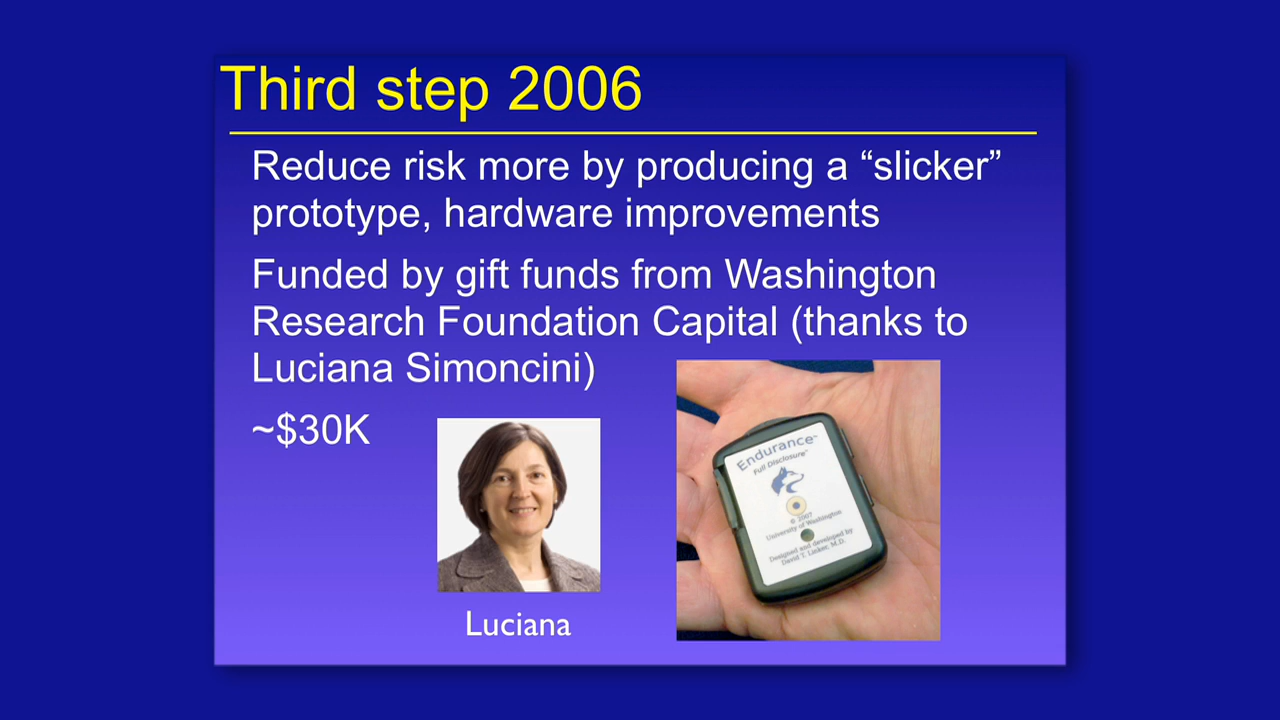 Third step 2006
Reduce risk more by producing a “slicker”
prototype, hardware improvements
Funded by gift funds from Washington
Research Foundation Capital (thanks to
Luciana Simoncini)
~$30K
Luciana
Endurance™
Full Disclosure™
© 2007
University of Washington
Designed and developed by
David T. Linker, M.D.